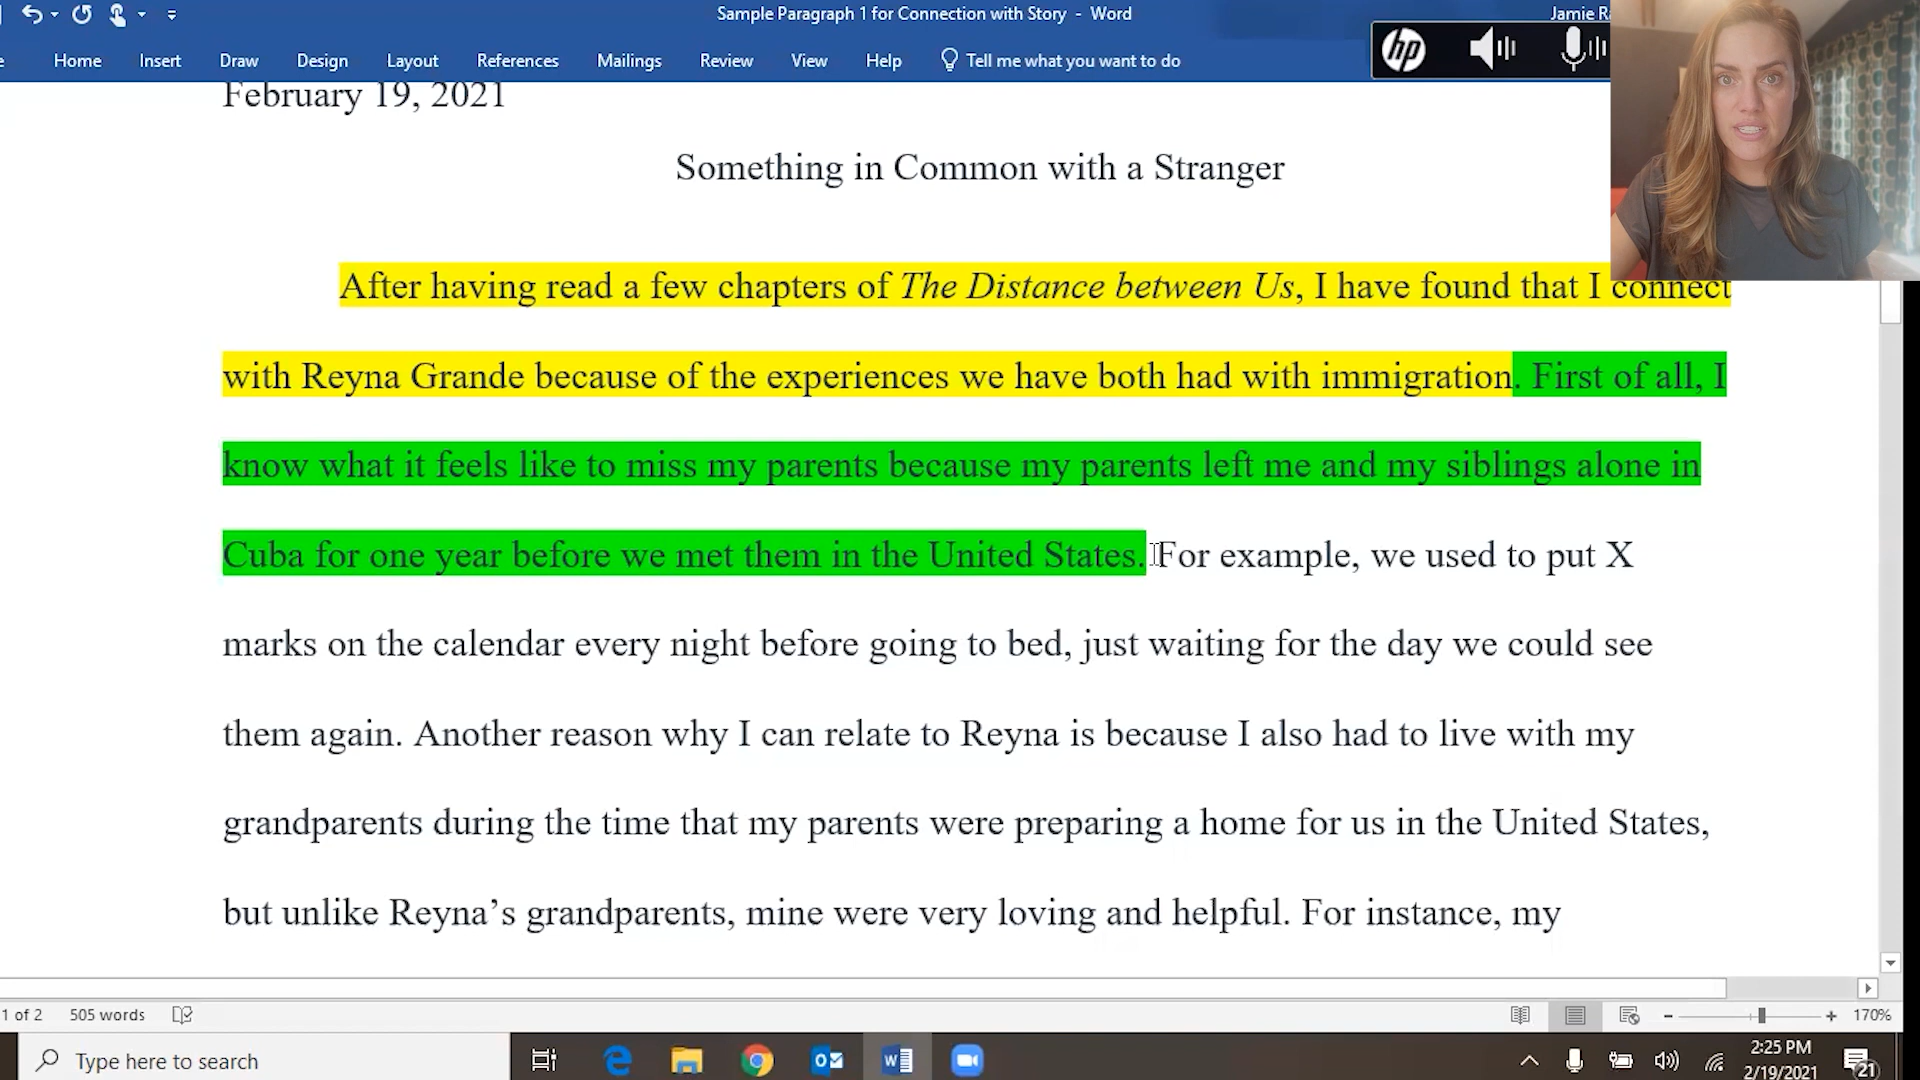 Sample Paragraph 1 for Connection with Story - Word
Jamie
Home Insert Draw Design Layout References Mailings Review View Help Tell me what you want to do
hp
February 19, 2021
Something in Common with a Stranger
After having read a few chapters of The Distance between Us, I have found that I connect
with Reyna Grande because of the experiences we have both had with immigration. First of all, I
know what it feels like to miss my parents because my parents left me and my siblings alone in
Cuba for one year before we met them in the United States. For example, we used to put X
marks on the calendar every night before going to bed, just waiting for the day we could see
them again. Another reason why I can relate to Reyna is because I also had to live with my
grandparents during the time that my parents were preparing a home for us in the United States,
but unlike Reyna’s grandparents, mine were very loving and helpful. For instance, my
1 of 2 505 words 170%
Type here to search
2:25 PM
2/19/2021
21